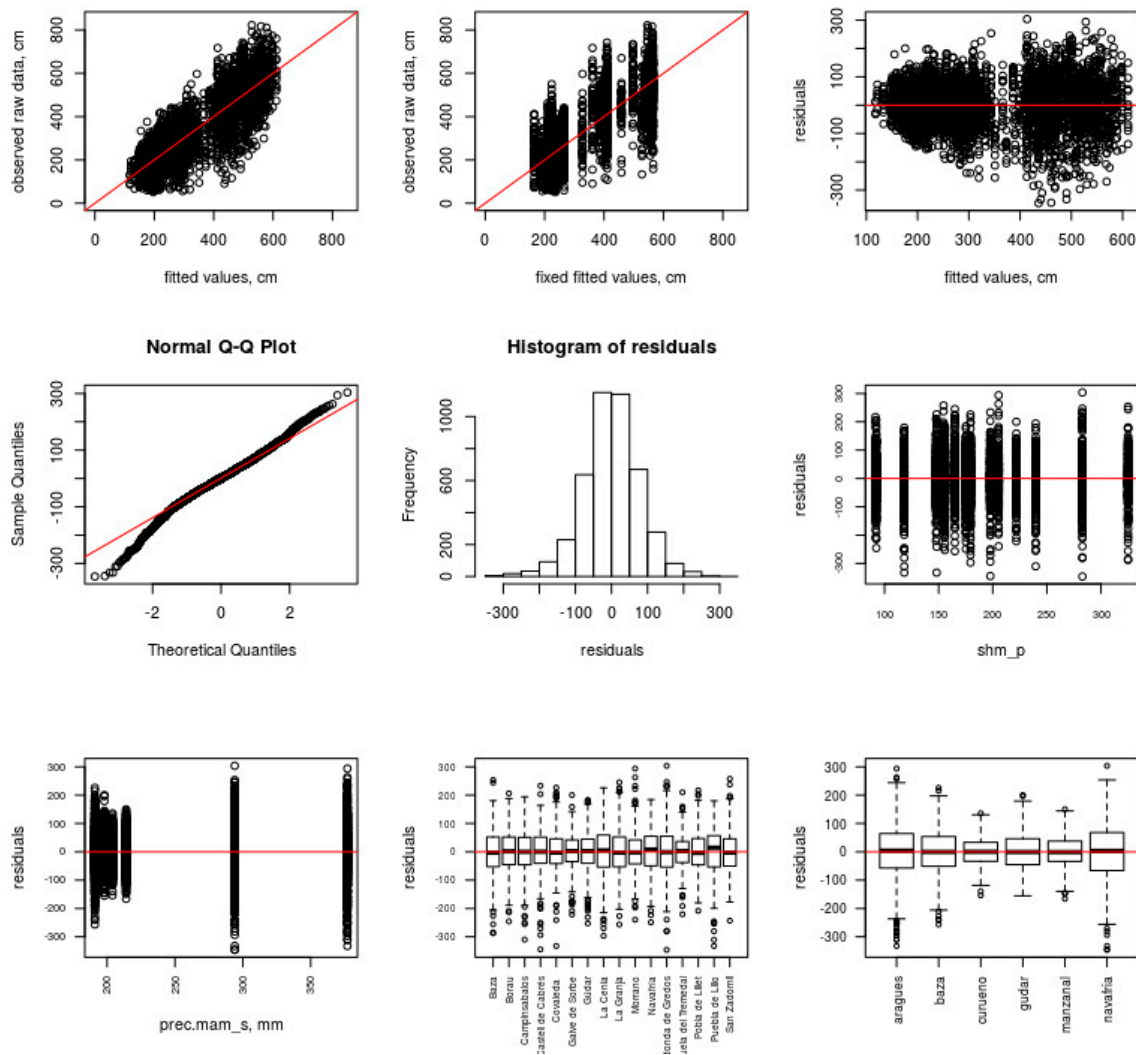 observed raw data, cm
0 200 400 600 800
0 200 400 600 800
fitted values, cm
observed raw data, cm
0 200 400 600 800
0 200 400 600 800
fixed fitted values, cm
residuals
-300 -100 100 300
100 200 300 400 500 600
fitted values, cm
Normal Q-Q Plot
Sample Quantiles
-300 -100 100 300
-2 0 2
Theoretical Quantiles
Histogram of residuals
Frequency
0 200 600 1000
-300 -100 0 100 300
residuals
residuals
-300 -200 -100 0 100 200 300
100 150 200 250 300
shm_p
residuals
-300 -200 -100 0 100 200 300
200 250 300 350
prec.mam_s, mm
residuals
-300 -200 -100 0 100 200 300
Baza
Borau
Campinsabalos
Castell de Cabres
Covaleda
Galve de Sorbe
Gudar
La Cenia
La Granja
Morrano
Navafria
donda de Gredos
uela del Tremedal
Pobla de Lillet
Puebla de Lillo
San Zadornil
residuals
-300 -200 -100 0 100 200 300
aragues
baza
curueno
gudar
manzanal
navafria